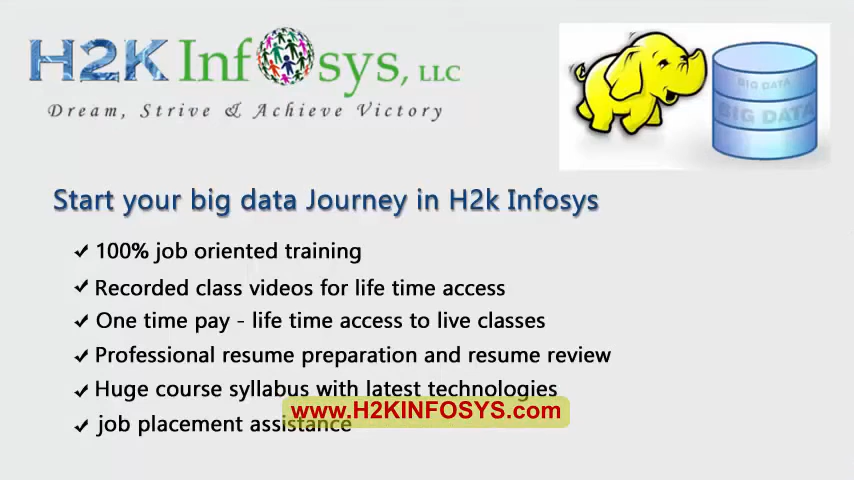 H2K Infosys, LLC
Dream, Strive & Achieve Victory
BIG DATA
BIG DATA
Start your big data Journey in H2k Infosys
100% job oriented training
Recorded class videos for life time access
One time pay - life time access to live classes
Professional resume preparation and resume review
Huge course syllabus with latest technologies
www.H2KINFOSYS.com
job placement assistance